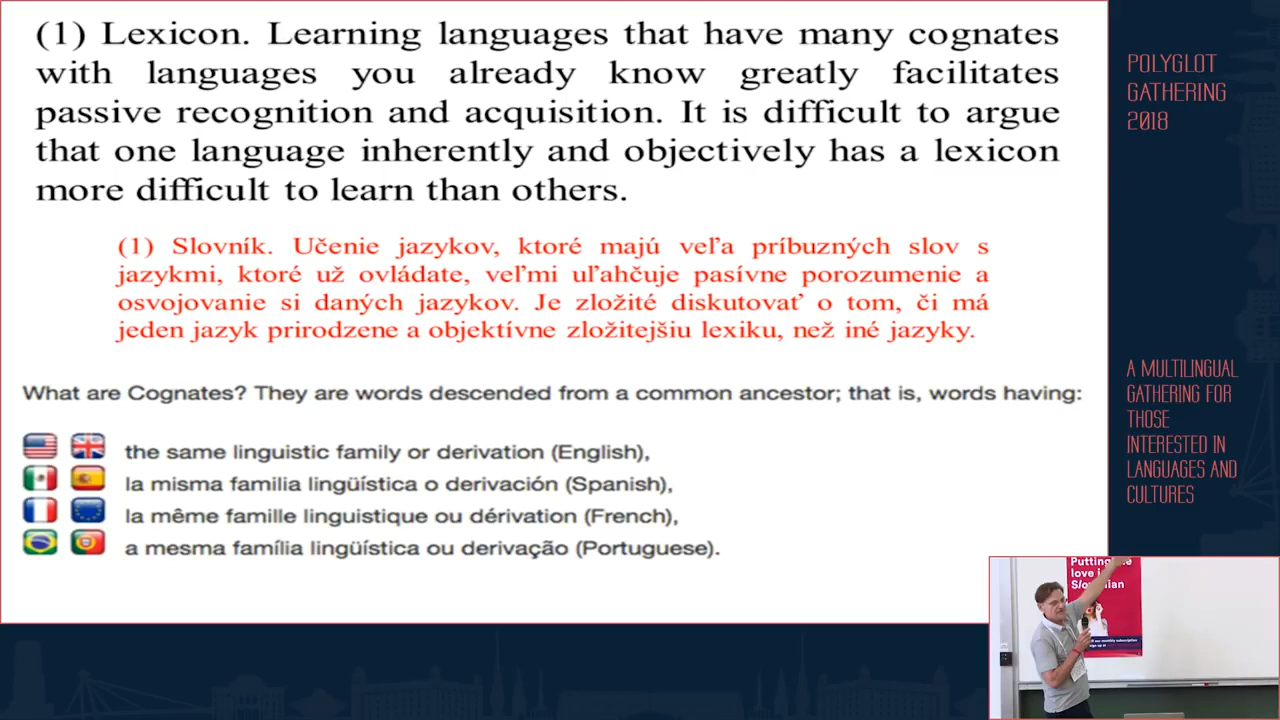 (1) Lexicon. Learning languages that have many cognates
with languages you already know greatly facilitates
passive recognition and acquisition. It is difficult to argue
that one language inherently and objectively has a lexicon
more difficult to learn than others.
(1) Slovník. Učenie jazykov, ktoré majú veľa príbuzných slov s
jazykmi, ktoré už ovládate, veľmi uľahčuje pasívne porozumenie a
osvojovanie si daných jazykov. Je zložité diskutovať o tom, či má
jeden jazyk prirodzene a objektívne zložitejšiu lexiku, než iné jazyky.
What are Cognates? They are words descended from a common ancestor; that is, words having:
the same linguistic family or derivation (English),
la misma familia lingüística o derivación (Spanish),
la même famille linguistique ou dérivation (French),
a mesma família lingüística ou derivação (Portuguese).
POLYGLOT
GATHERING
2018
A MULTILINGUAL
GATHERING FOR
THOSE
INTERESTED IN
LANGUAGES AND
CULTURES
Putting
love